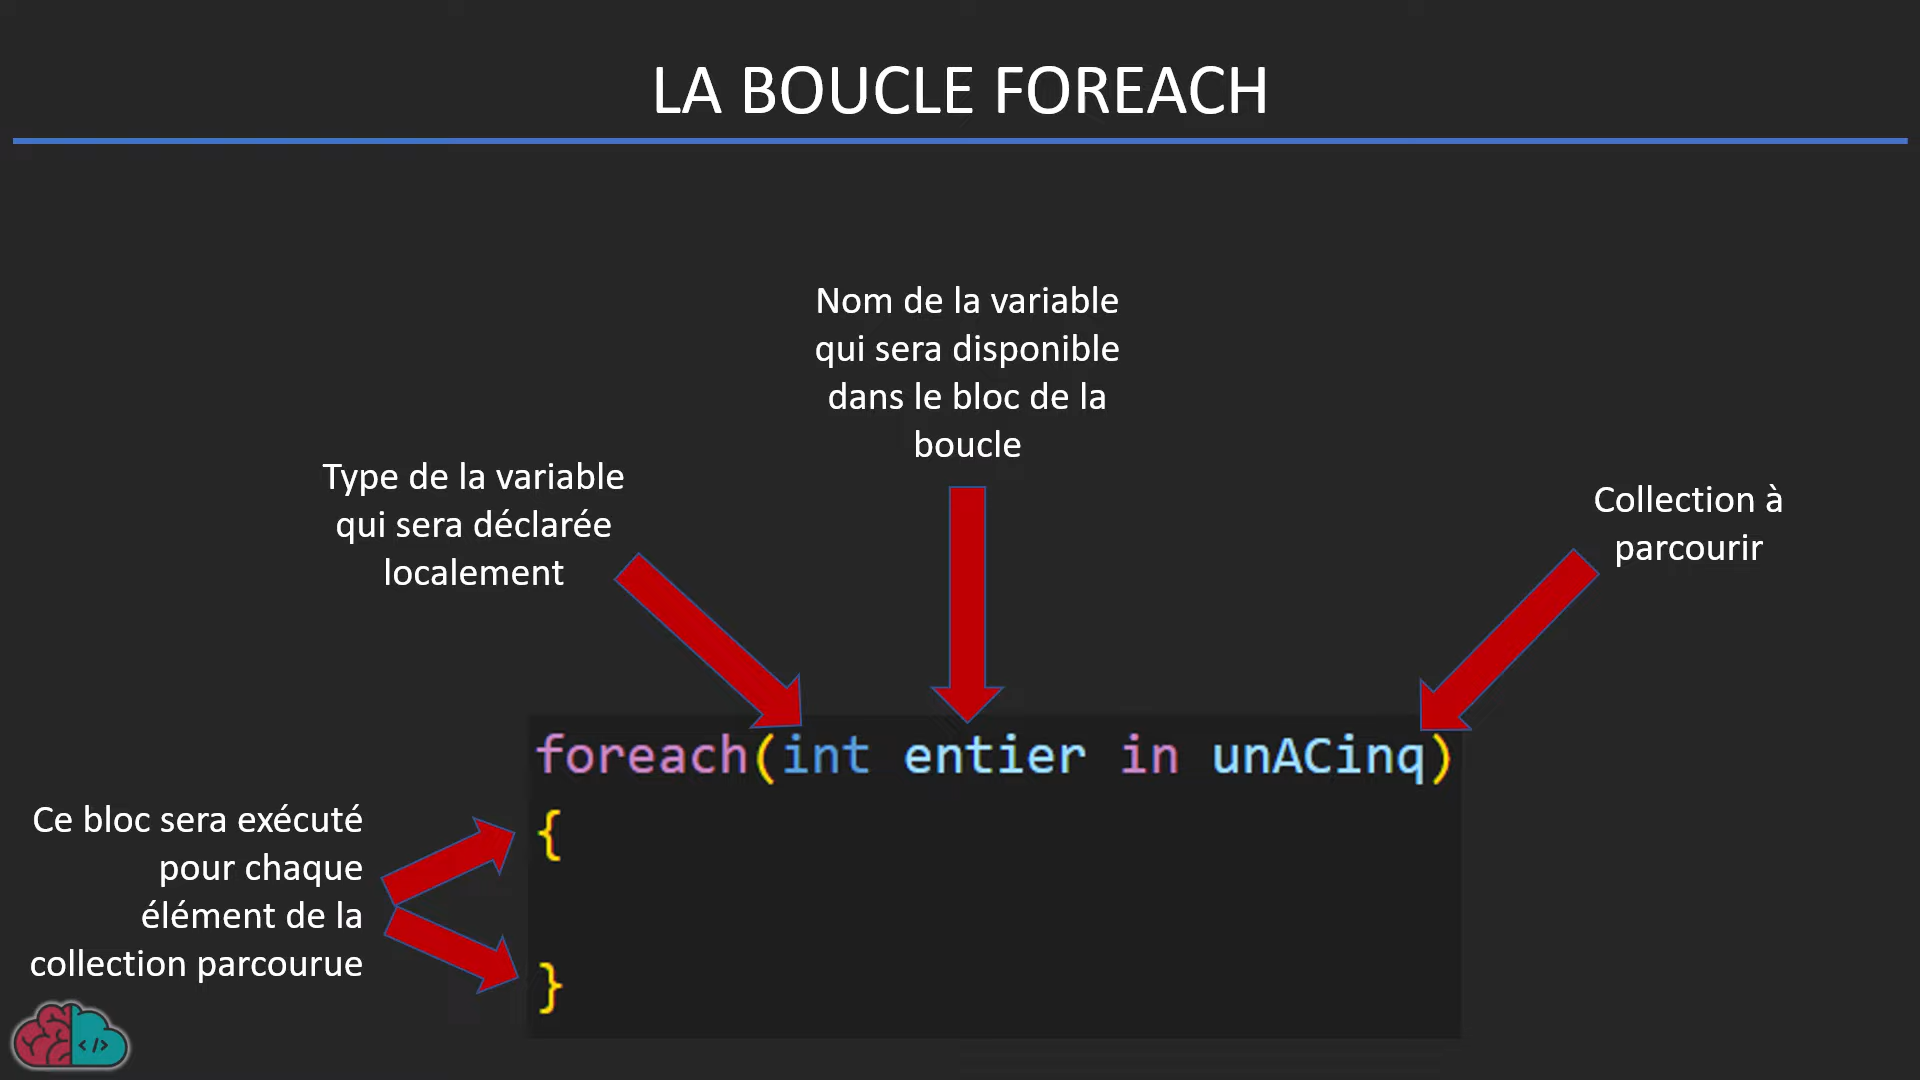 LA BOUCLE FOREACH
Nom de la variable
qui sera disponible
dans le bloc de la
boucle
Type de la variable
qui sera déclarée
localement
Collection à
parcourir
foreach(int entier in unACinq)
{
}
Ce bloc sera exécuté
pour chaque
élément de la
collection parcourue
</>